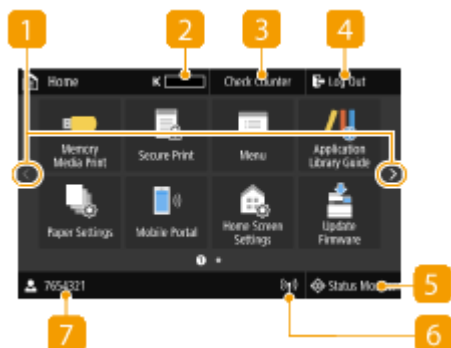 1
2
3
4
Home
K
Check Counter
Log Out
Memory
Media Print
Secure Print
Menu
Application
Library Guide
Paper Settings
Mobile Portal
Home Screen
Settings
Update
Firmware
1
7654321
Status Mo
5
7
6